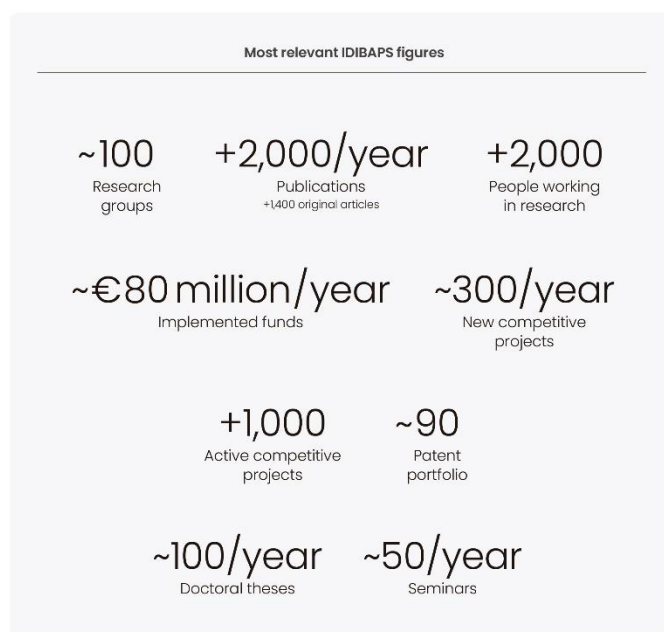 Most relevant IDIBAPS figures
~100
Research
groups
+2,000/year
Publications
+1,400 original articles
+2,000
People working
in research
~€80 million/year
Implemented funds
~300/year
New competitive
projects
+1,000
Active competitive
projects
~90
Patent
portfolio
~100/year
Doctoral theses
~50/year
Seminars